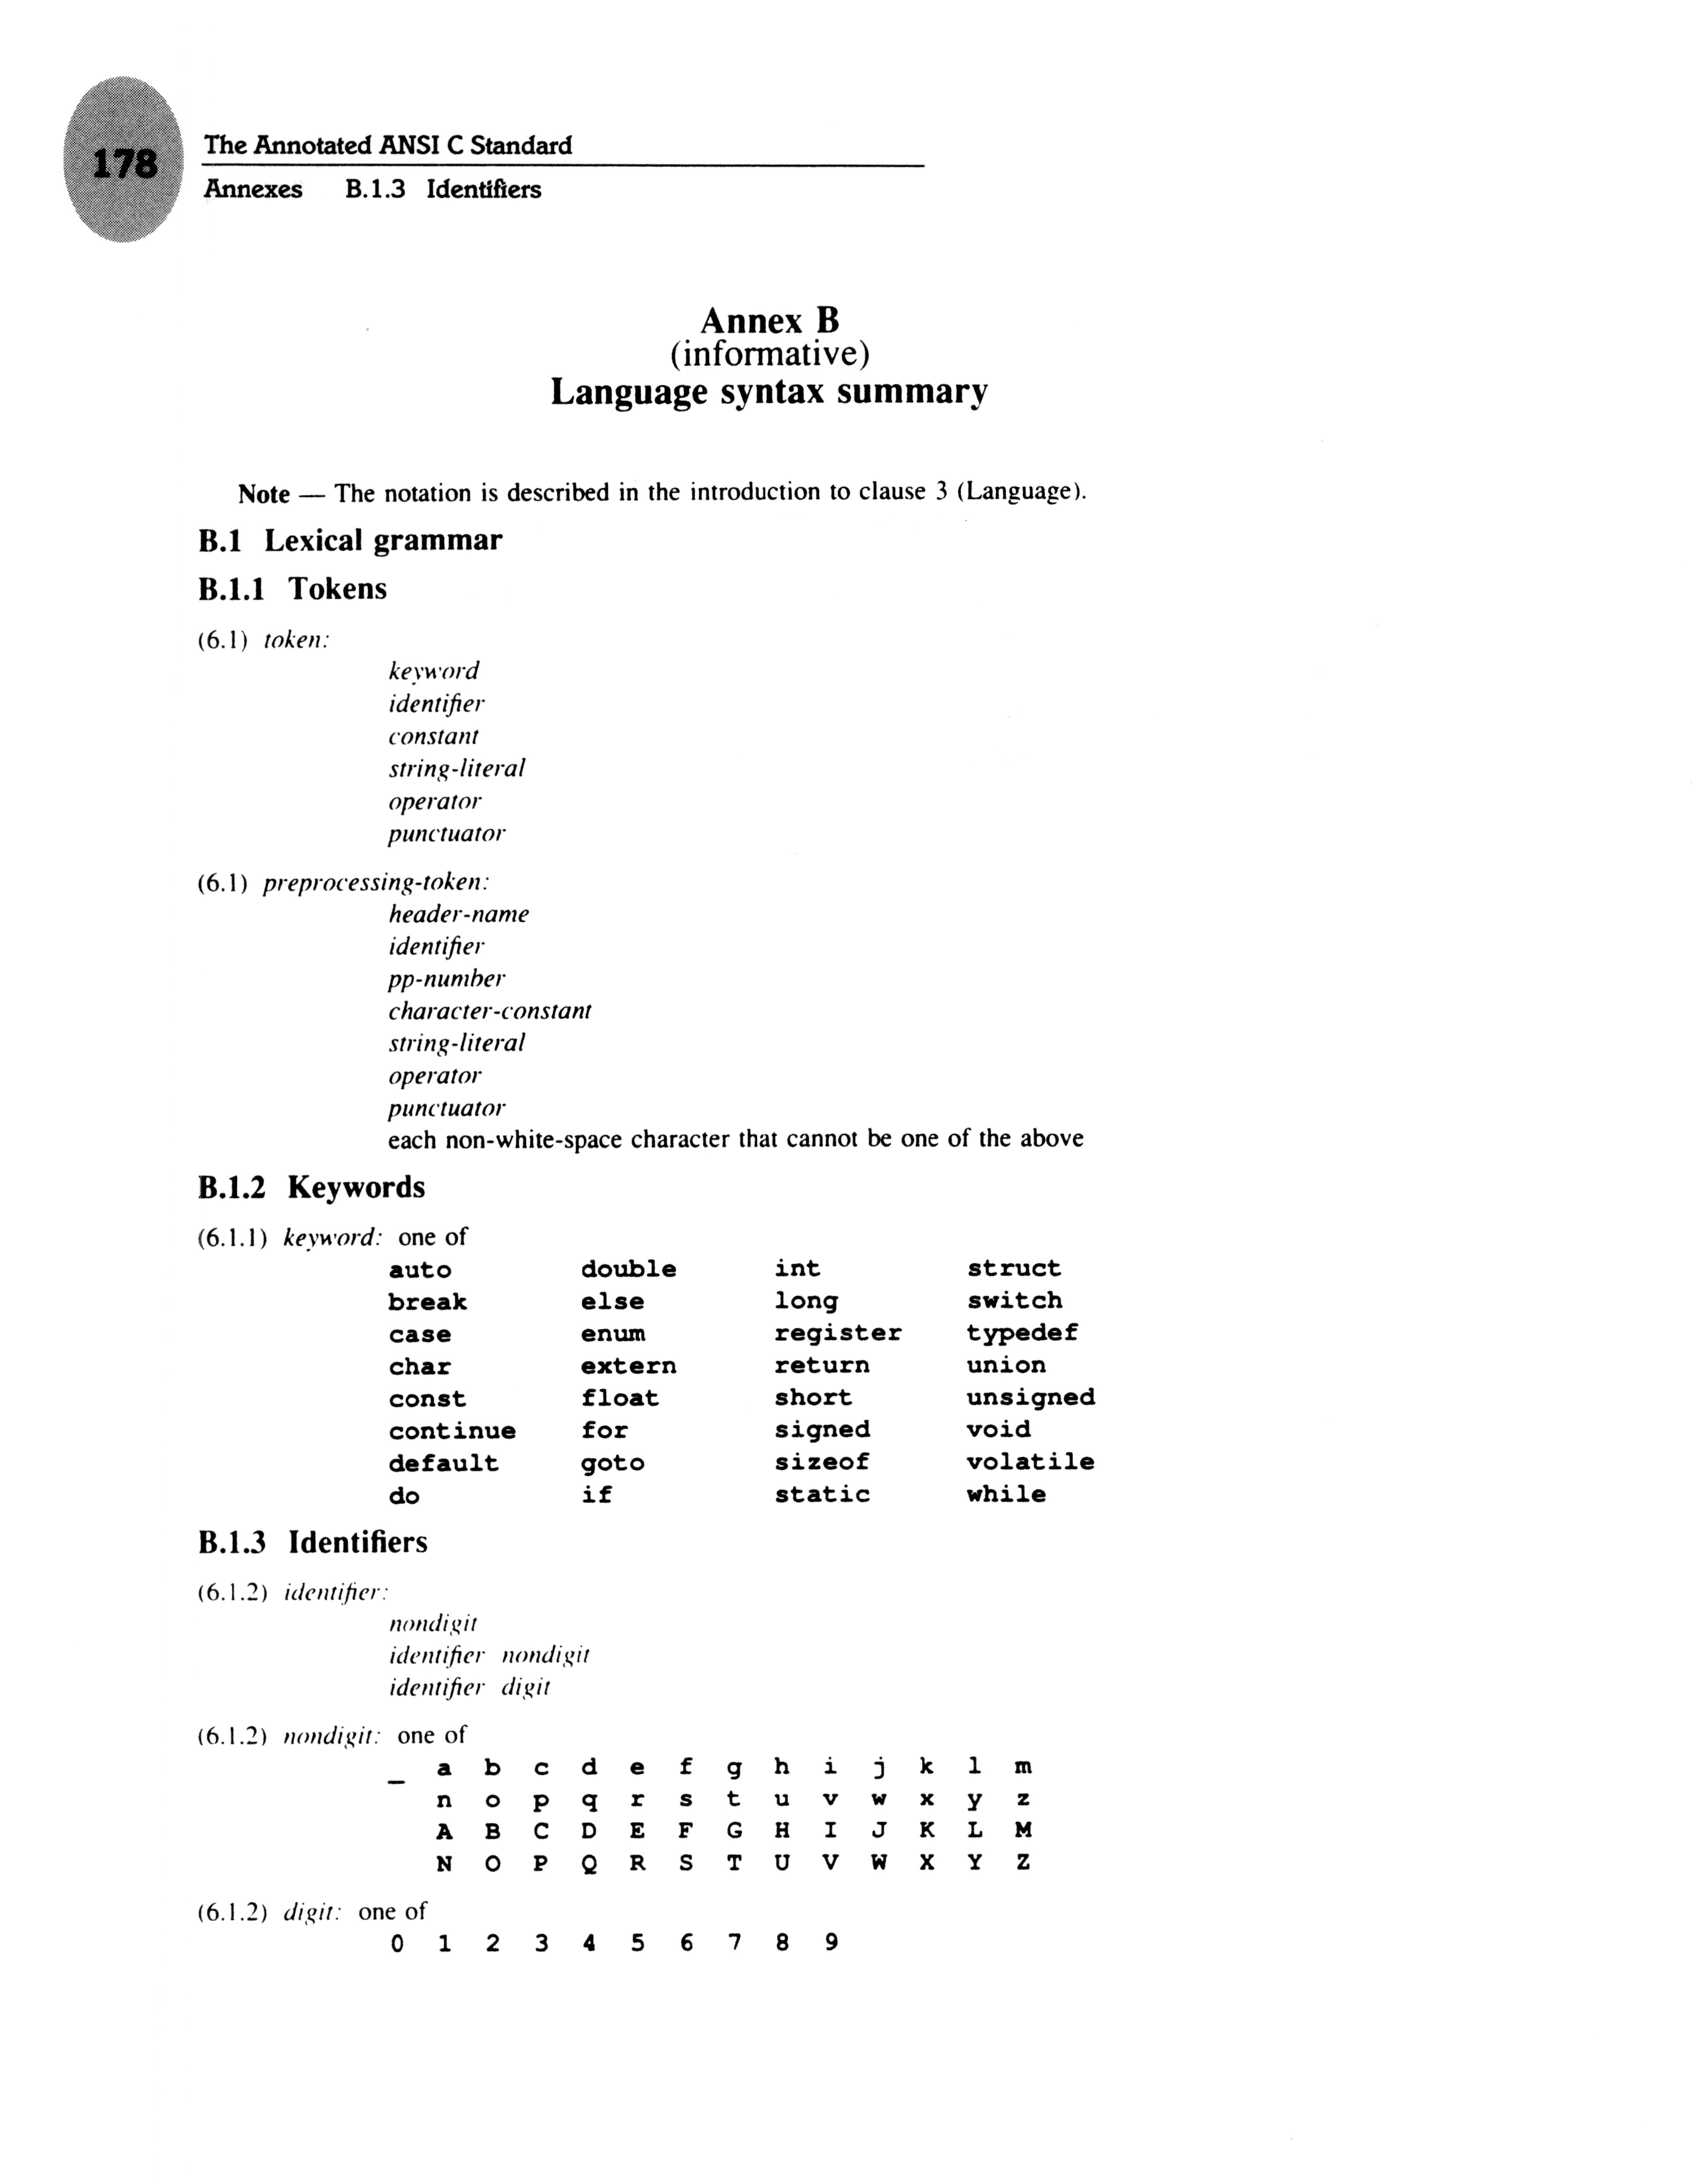 178
The Annotated ANSI C Standard
Annexes B.1.3 Identifiers
Annex B
(informative)
Language syntax summary
Note — The notation is described in the introduction to clause 3 (Language).
B.1 Lexical grammar
B.1.1 Tokens
(6.1) token:
keyword
identifier
constant
string-literal
operator
punctuator
(6.1) preprocessing-token:
header-name
identifier
pp-number
character-constant
string-literal
operator
punctuator
each non-white-space character that cannot be one of the above
B.1.2 Keywords
(6.1.1) keyword: one of
auto double int struct
break else long switch
case enum register typedef
char extern return union
const float short unsigned
continue for signed void
default goto sizeof volatile
do if static while
B.1.3 Identifiers
(6.1.2) identifier:
nondigit
identifier nondigit
identifier digit
(6.1.2) nondigit: one of
_ a b c d e f g h i j k l m
n o p q r s t u v w x y z
A B C D E F G H I J K L M
N O P Q R S T U V W X Y Z
(6.1.2) digit: one of
0 1 2 3 4 5 6 7 8 9